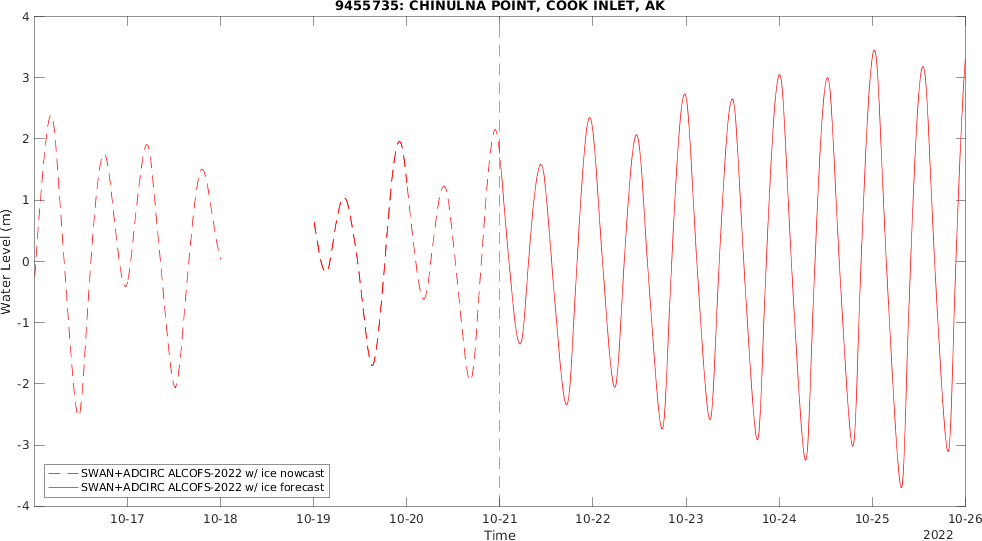 9455735: CHINULNA POINT, COOK INLET, AK
4
3
2
1
0
-1
-2
-3
-4
Water Level (m)
SWAN+ADCIRC ALCOFS-2022 w/ ice nowcast
SWAN+ADCIRC ALCOFS-2022 w/ ice forecast
10-17 10-18 10-19 10-20 10-21 10-22 10-23 10-24 10-25 10-26
Time
2022